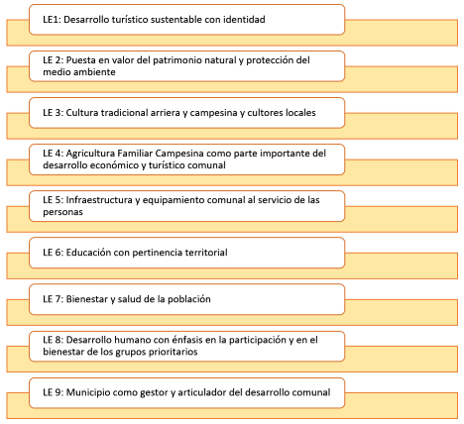 LE1: Desarrollo turístico sustentable con identidad
LE 2: Puesta en valor del patrimonio natural y protección del
medio ambiente
LE 3: Cultura tradicional arriera y campesina y cultores locales
LE 4: Agricultura Familiar Campesina como parte importante del
desarrollo económico y turístico comunal
LE 5: Infraestructura y equipamiento comunal al servicio de las
personas
LE 6: Educación con pertinencia territorial
LE 7: Bienestar y salud de la población
LE 8: Desarrollo humano con énfasis en la participación y en el
bienestar de los grupos prioritarios
LE 9: Municipio como gestor y articulador del desarrollo comunal